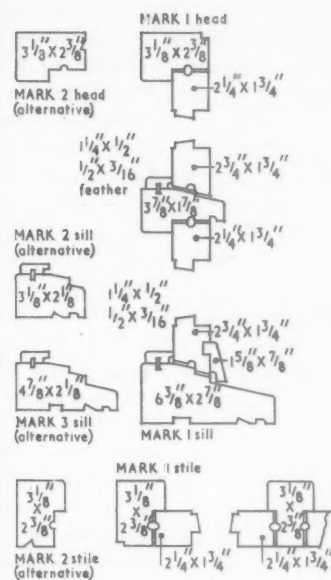 MARK 1 head
3 1/8" X 2 3/8"
3 1/8" X 2 3/8"
MARK 2 head
(alternative)
2 1/4" X 1 3/4"
1 1/4" X 1/2"
1/2" X 3/16"
feather
2 3/4" X 1 3/4"
3 7/8" X 1 7/8"
2 1/4" X 1 3/4"
MARK 2 sill
(alternative)
3 1/8" X 2 1/8"
1 1/4" X 1/2"
1/2" X 3/16"
2 3/4" X 1 3/4"
1 5/8" X 7/8"
4 7/8" X 2 1/8"
6 3/8" X 2 7/8"
MARK 3 sill
(alternative)
MARK 1 sill
MARK 1 stile
3 1/8"
X
2 3/8"
3 1/8"
X
2 3/8"
3 1/8"
X
2 3/8"
MARK 2 stile
(alternative)
2 1/4" X 1 3/4"
2 1/4" X 1 3/4"